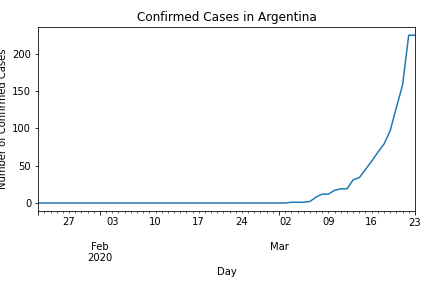 Confirmed Cases in Argentina
Number of Confirmed Cases
200
150
100
50
0
27 03 10 17 24 02 09 16 23
Feb Mar
2020
Day